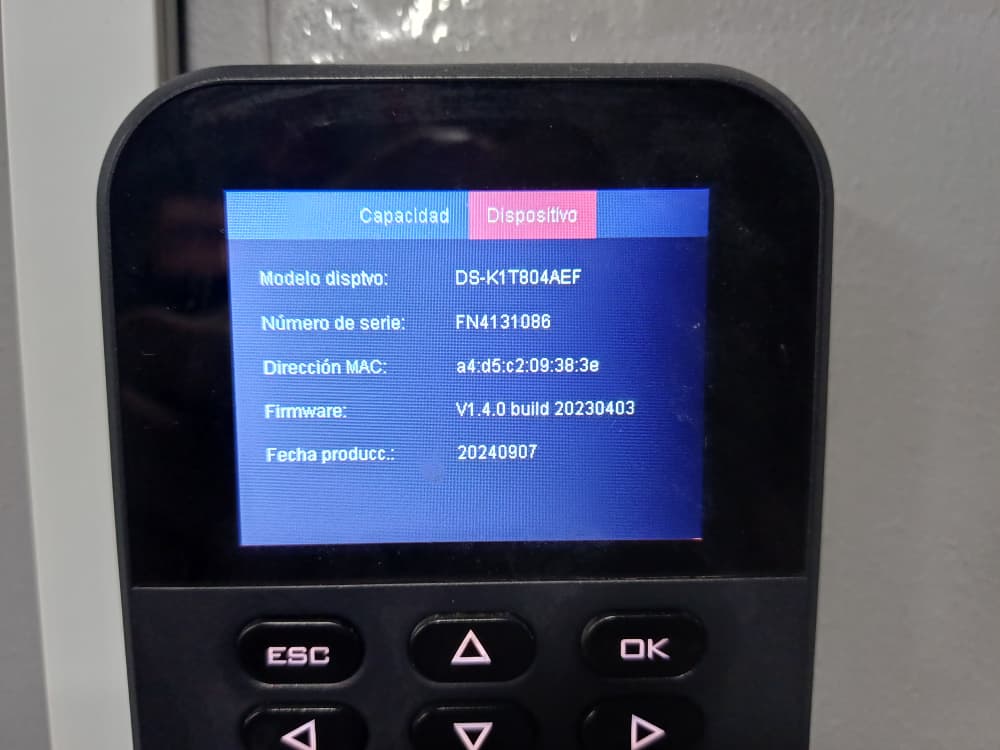 Capacidad Dispositivo
Modelo disptvo: DS-K1T804AEF
Número de serie: FN4131086
Dirección MAC: a4:d5:c2:09:38:3e
Firmware: V1.4.0 build 20230403
Fecha producc.: 20240907
ESC OK